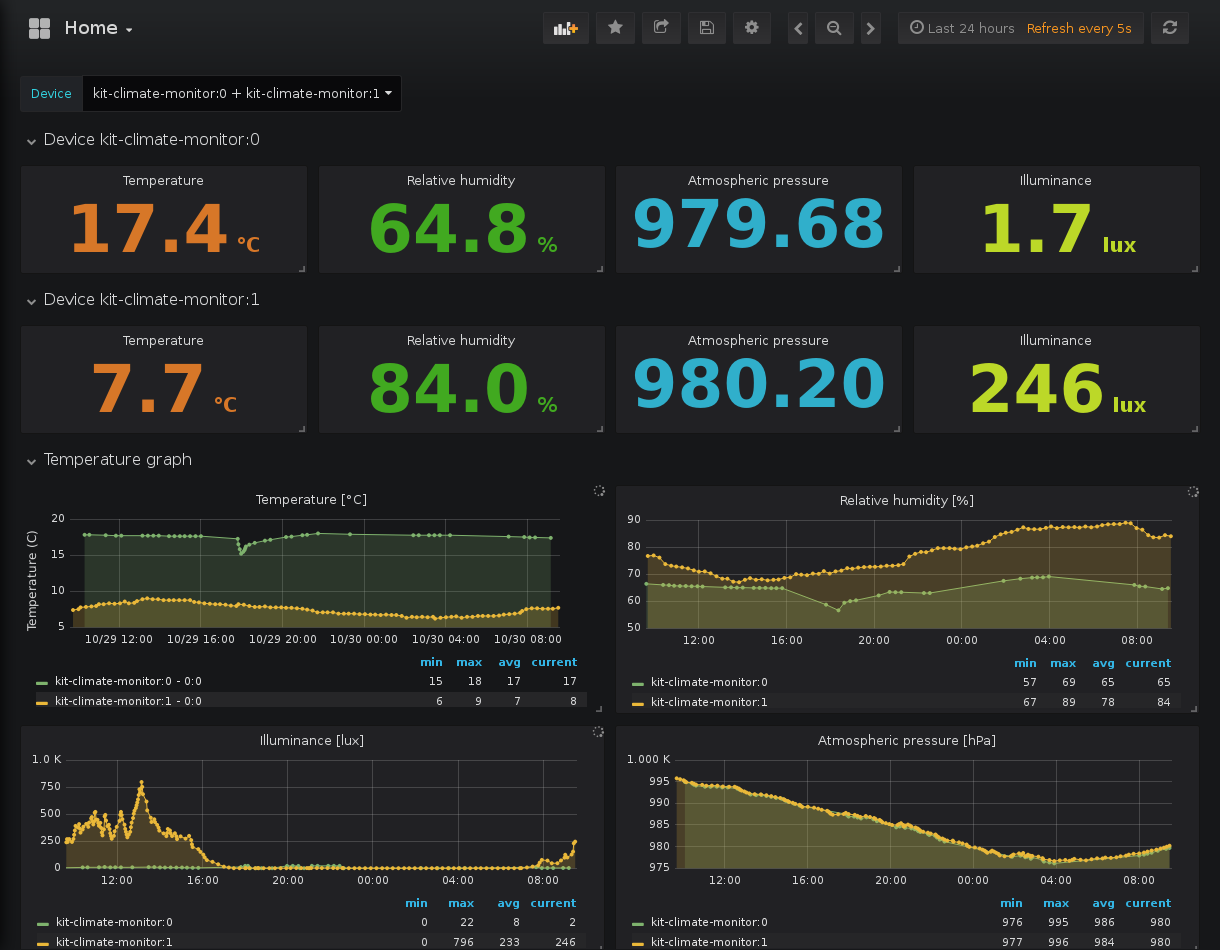 Home
Last 24 hours Refresh every 5s
Device kit-climate-monitor:0 + kit-climate-monitor:1
Device kit-climate-monitor:0
Temperature Relative humidity Atmospheric pressure Illuminance
17.4 °C 64.8 % 979.68 1.7 lux
Device kit-climate-monitor:1
Temperature Relative humidity Atmospheric pressure Illuminance
7.7 °C 84.0 % 980.20 246 lux
Temperature graph
Temperature [°C]
Temperature (C)
20
15
10
5
10/29 12:00 10/29 16:00 10/29 20:00 10/30 00:00 10/30 04:00 10/30 08:00
min max avg current
kit-climate-monitor:0 - 0:0 15 18 17 17
kit-climate-monitor:1 - 0:0 6 9 7 8
Relative humidity [%]
90
80
70
60
50
12:00 16:00 20:00 00:00 04:00 08:00
min max avg current
kit-climate-monitor:0 57 69 65 65
kit-climate-monitor:1 67 89 78 84
Illuminance [lux]
1.0 K
750
500
250
0
12:00 16:00 20:00 00:00 04:00 08:00
min max avg current
kit-climate-monitor:0 0 22 8 2
kit-climate-monitor:1 0 796 233 246
Atmospheric pressure [hPa]
1.000 K
995
990
985
980
975
12:00 16:00 20:00 00:00 04:00 08:00
min max avg current
kit-climate-monitor:0 976 995 986 980
kit-climate-monitor:1 977 996 984 980